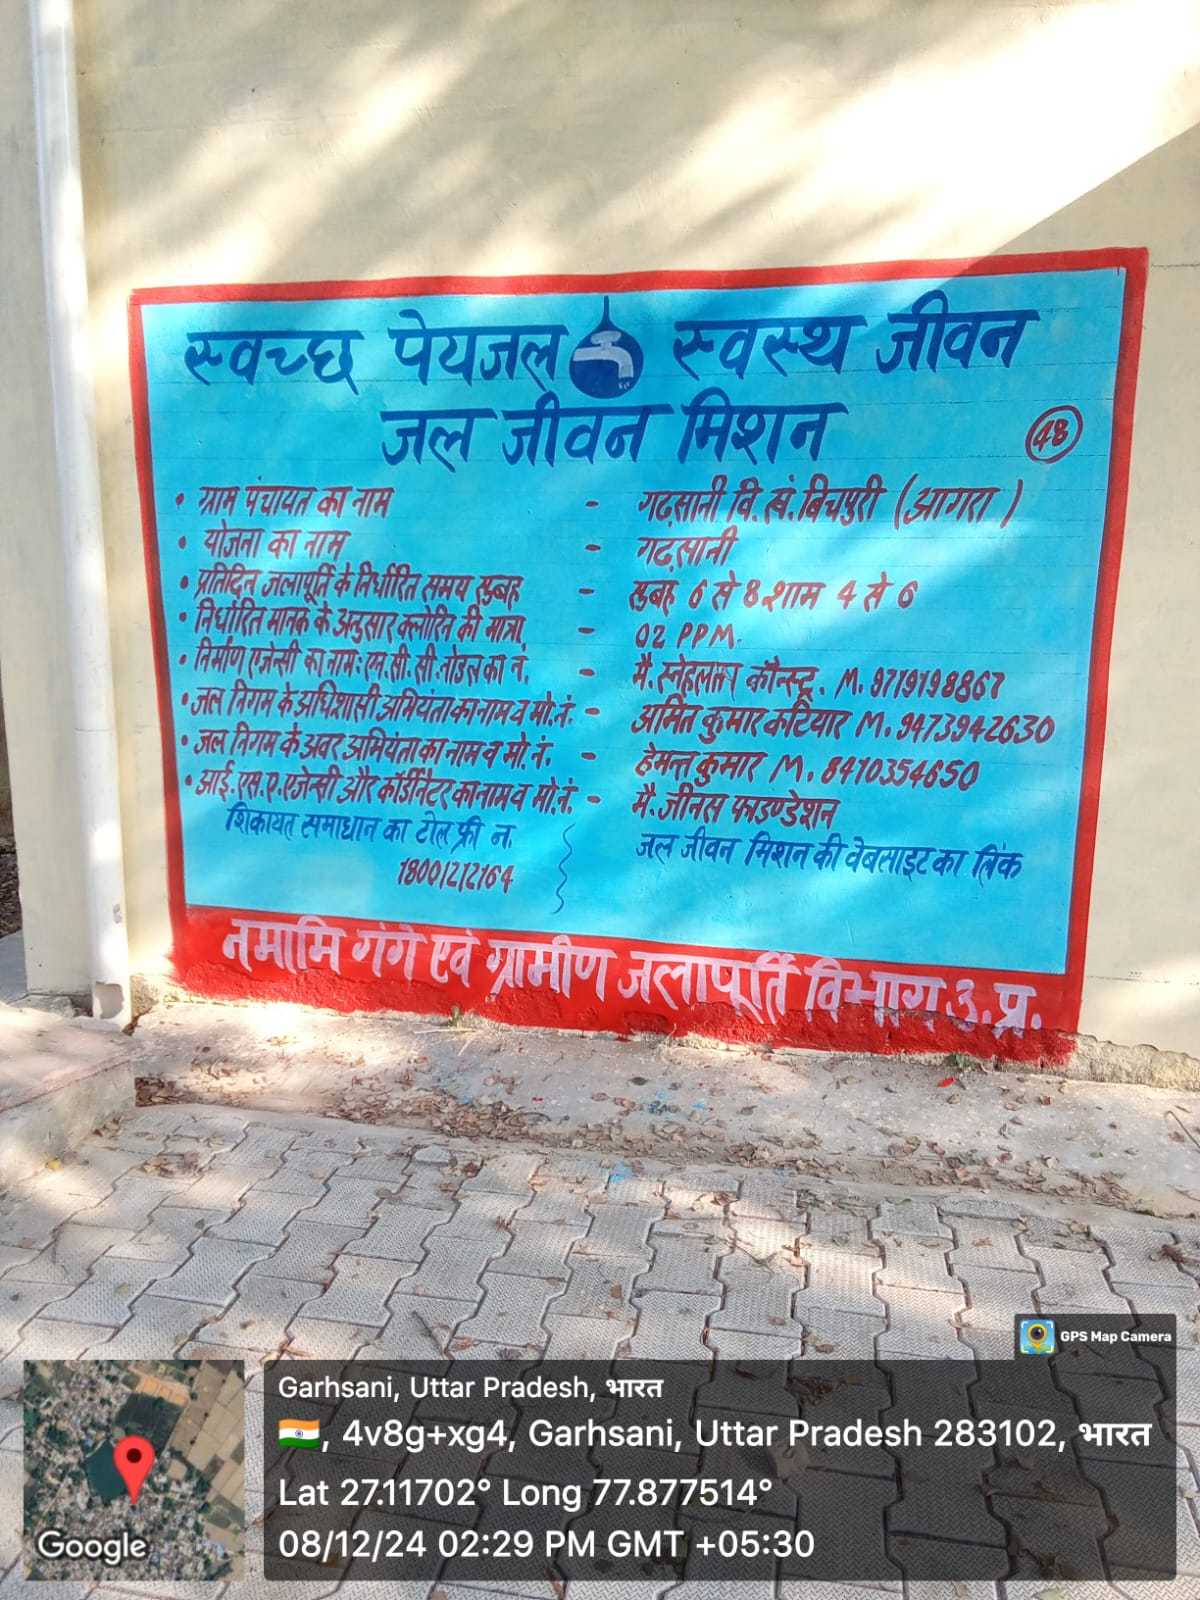 स्वच्छ पेयजल स्वस्थ जीवन
जल जीवन मिशन
48
• ग्राम पंचायत का नाम - गढ़सानी वि. खं. बिचपुरी (आगरा)
• योजना का नाम - गढ़सानी
• प्रतिदिन जलापूर्ति के निर्धारित समय सुबह - सुबह 6 से 8 शाम 4 से 6
• निर्धारित मानक के अनुसार क्लोरिन की मात्रा - 02 PPM.
• निर्माण एजेन्सी का नाम: एन. सी. सी. नोडल का नं. - मै. स्नेहलता कॉन्स्ट्र. M. 9719198867
• जल निगम के अधिशासी अभियंता का नाम व मो. नं. - अमित कुमार कटियार M. 9473942630
• जल निगम के अवर अभियंता का नाम व मो. नं. - हेमन्त कुमार M. 8410354650
• आई. एस. ए. एजेन्सी और कॉर्डीनेटर का नाम व मो. नं. - मै. जीनस फाउण्डेशन
शिकायत समाधान का टोल फ्री न. जल जीवन मिशन की वेबसाइट का लिंक
18001212164
नमामि गंगे एवं ग्रामीण जलापूर्ति विभाग उ. प्र.
GPS Map Camera
Garhsani, Uttar Pradesh, भारत
, 4v8g+xg4, Garhsani, Uttar Pradesh 283102, भारत
Lat 27.11702° Long 77.877514°
08/12/24 02:29 PM GMT +05:30
Google